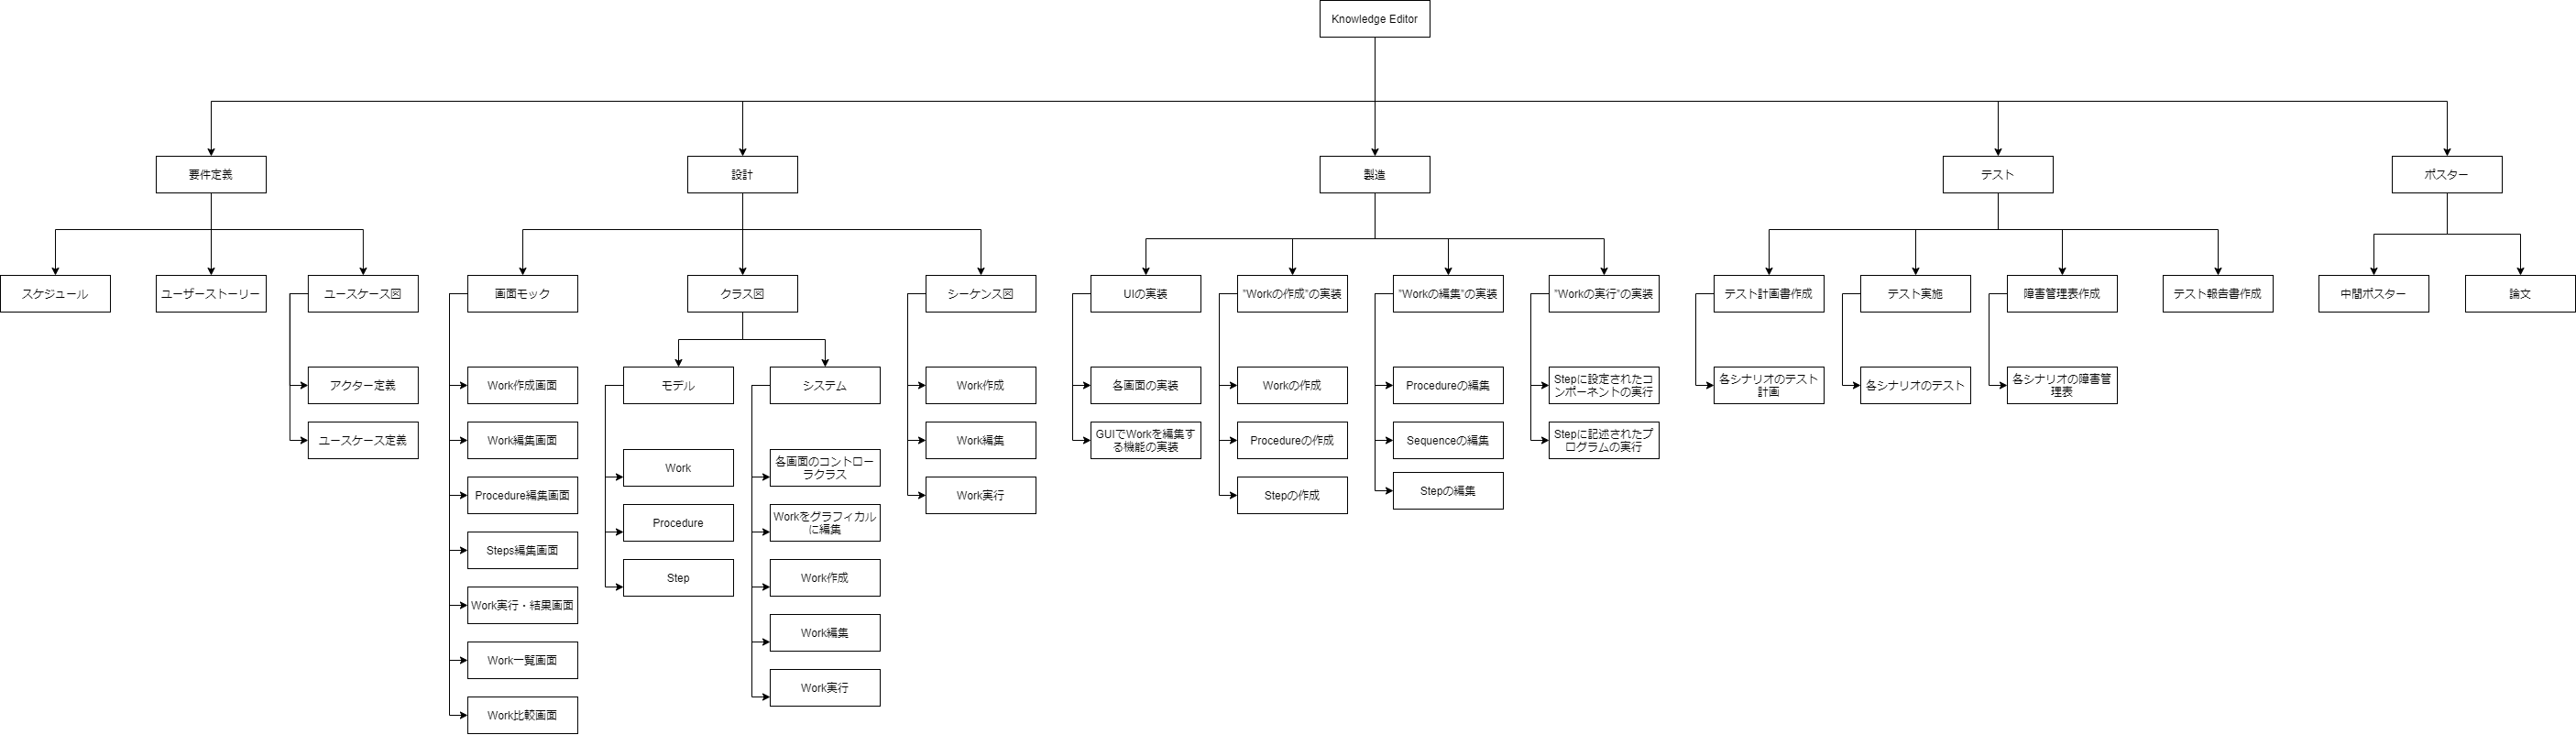 Knowledge Editor
要件定義
設計
製造
テスト
ポスター
スケジュール
ユーザーストーリー
ユースケース図
画面モック
クラス図
シーケンス図
UIの実装
"Workの作成"の実装
"Workの編集"の実装
"Workの実行"の実装
テスト計画書作成
テスト実施
障害管理表作成
テスト報告書作成
中間ポスター
論文
アクター定義
ユースケース定義
Work作成画面
Work編集画面
Procedure編集画面
Steps編集画面
Work実行・結果画面
Work一覧画面
Work比較画面
モデル
Work
Procedure
Step
システム
各画面のコントロー
ラクラス
Workをグラフィカル
に編集
Work作成
Work編集
Work実行
Work作成
Work編集
Work実行
各画面の実装
GUIでWorkを編集す
る機能の実装
Workの作成
Procedureの作成
Stepの作成
Procedureの編集
Sequenceの編集
Stepの編集
Stepに設定されたコ
ンポーネントの実行
Stepに記述されたプ
ログラムの実行
各シナリオのテスト
計画
各シナリオのテスト
各シナリオの障害管
理表